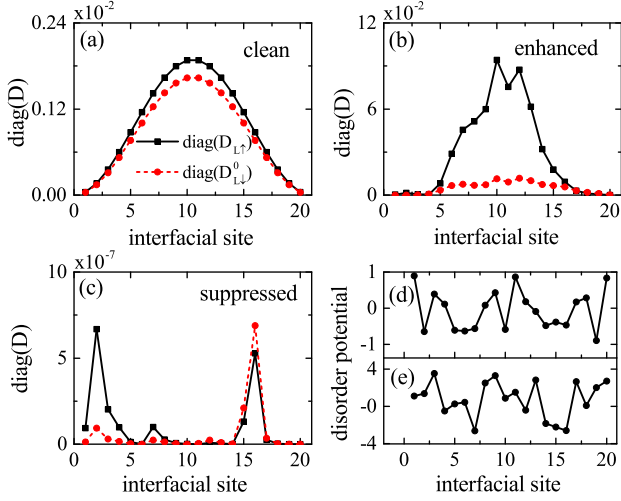 x10⁻² x10⁻²
0.24 12
(a) clean (b) enhanced
diag(D) diag(D)
0.12 6
diag(D_L↑)
diag(D⁰_L↓)
0.00 0
0 5 10 15 20 0 5 10 15 20
interfacial site interfacial site
x10⁻⁷
10 1
(c) suppressed (d)
0
diag(D) disorder potential
-1
5 4
(e)
-0
0 -4
0 5 10 15 20 0 5 10 15 20
interfacial site interfacial site